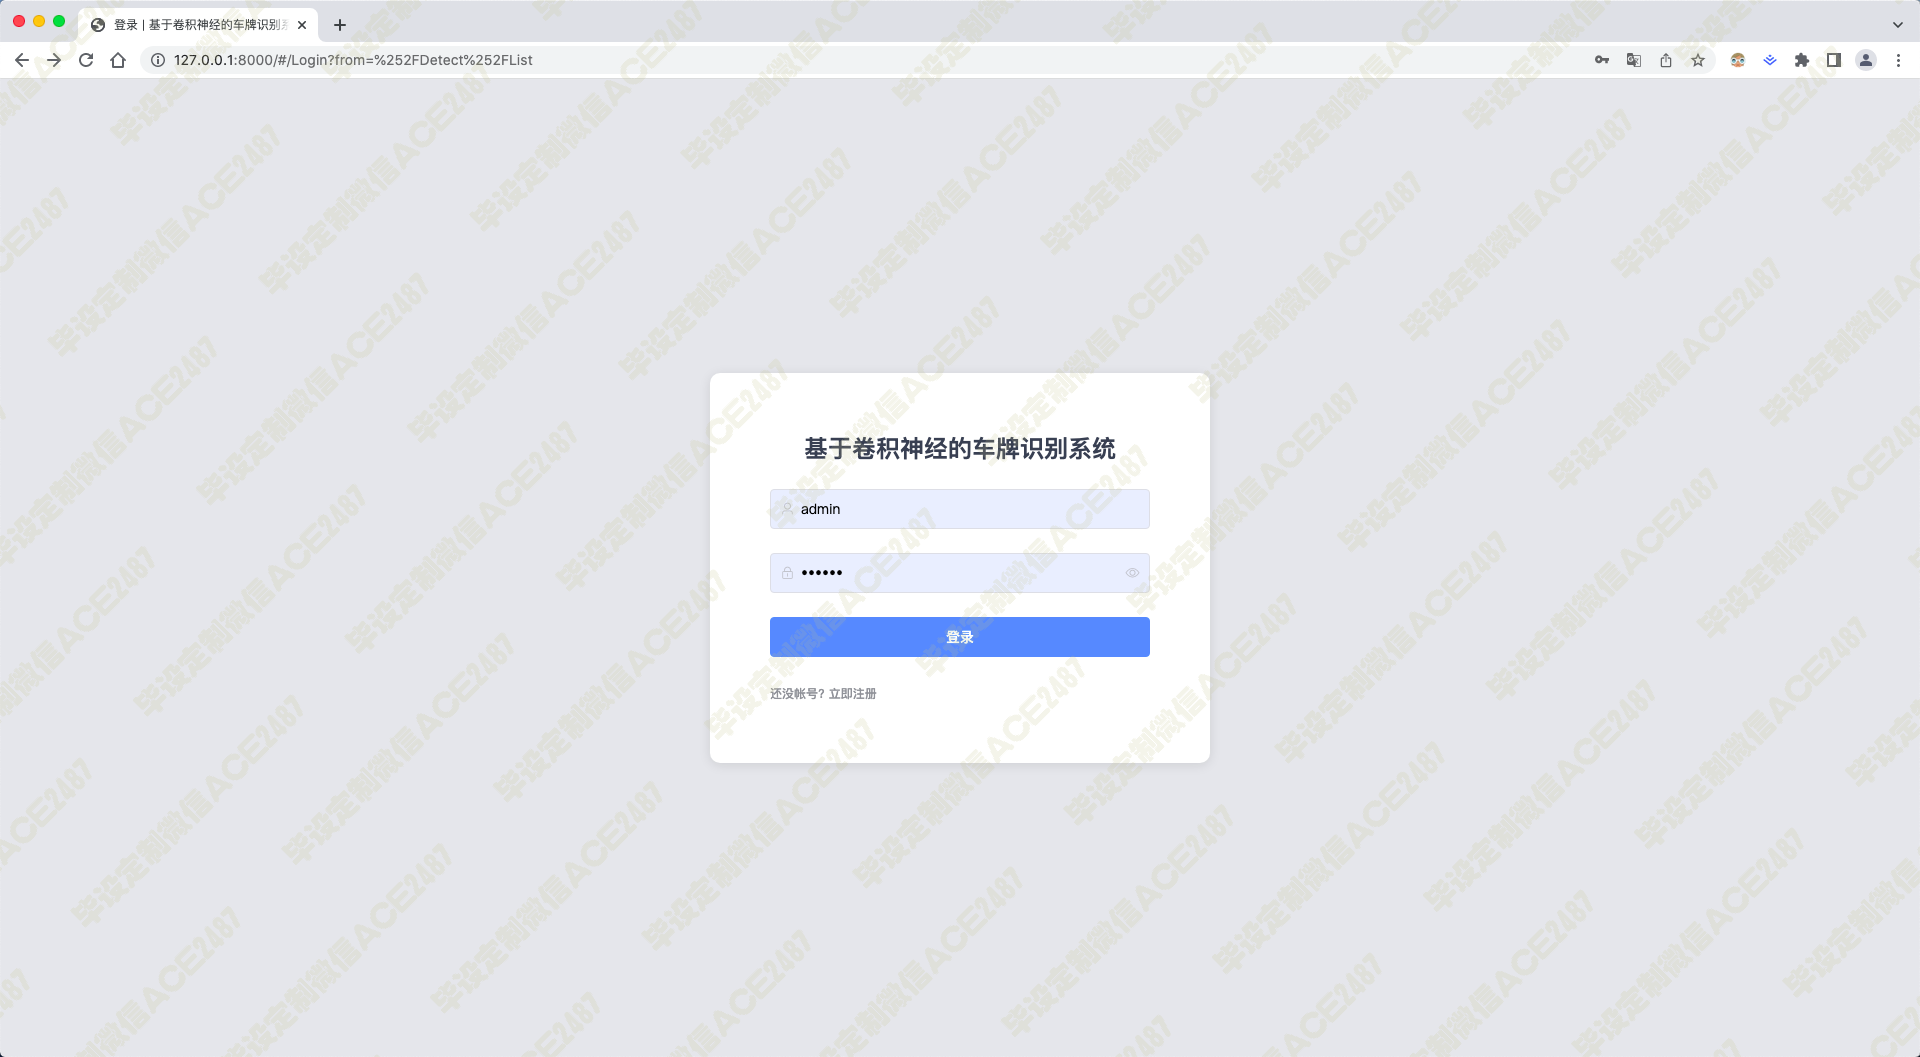 登录 | 基于卷积神经的车牌识别系
127.0.0.1:8000/#/Login?from=%252FDetect%252FList
基于卷积神经的车牌识别系统
admin
••••••
登录
还没帐号？立即注册
毕设定制微信ACE2487